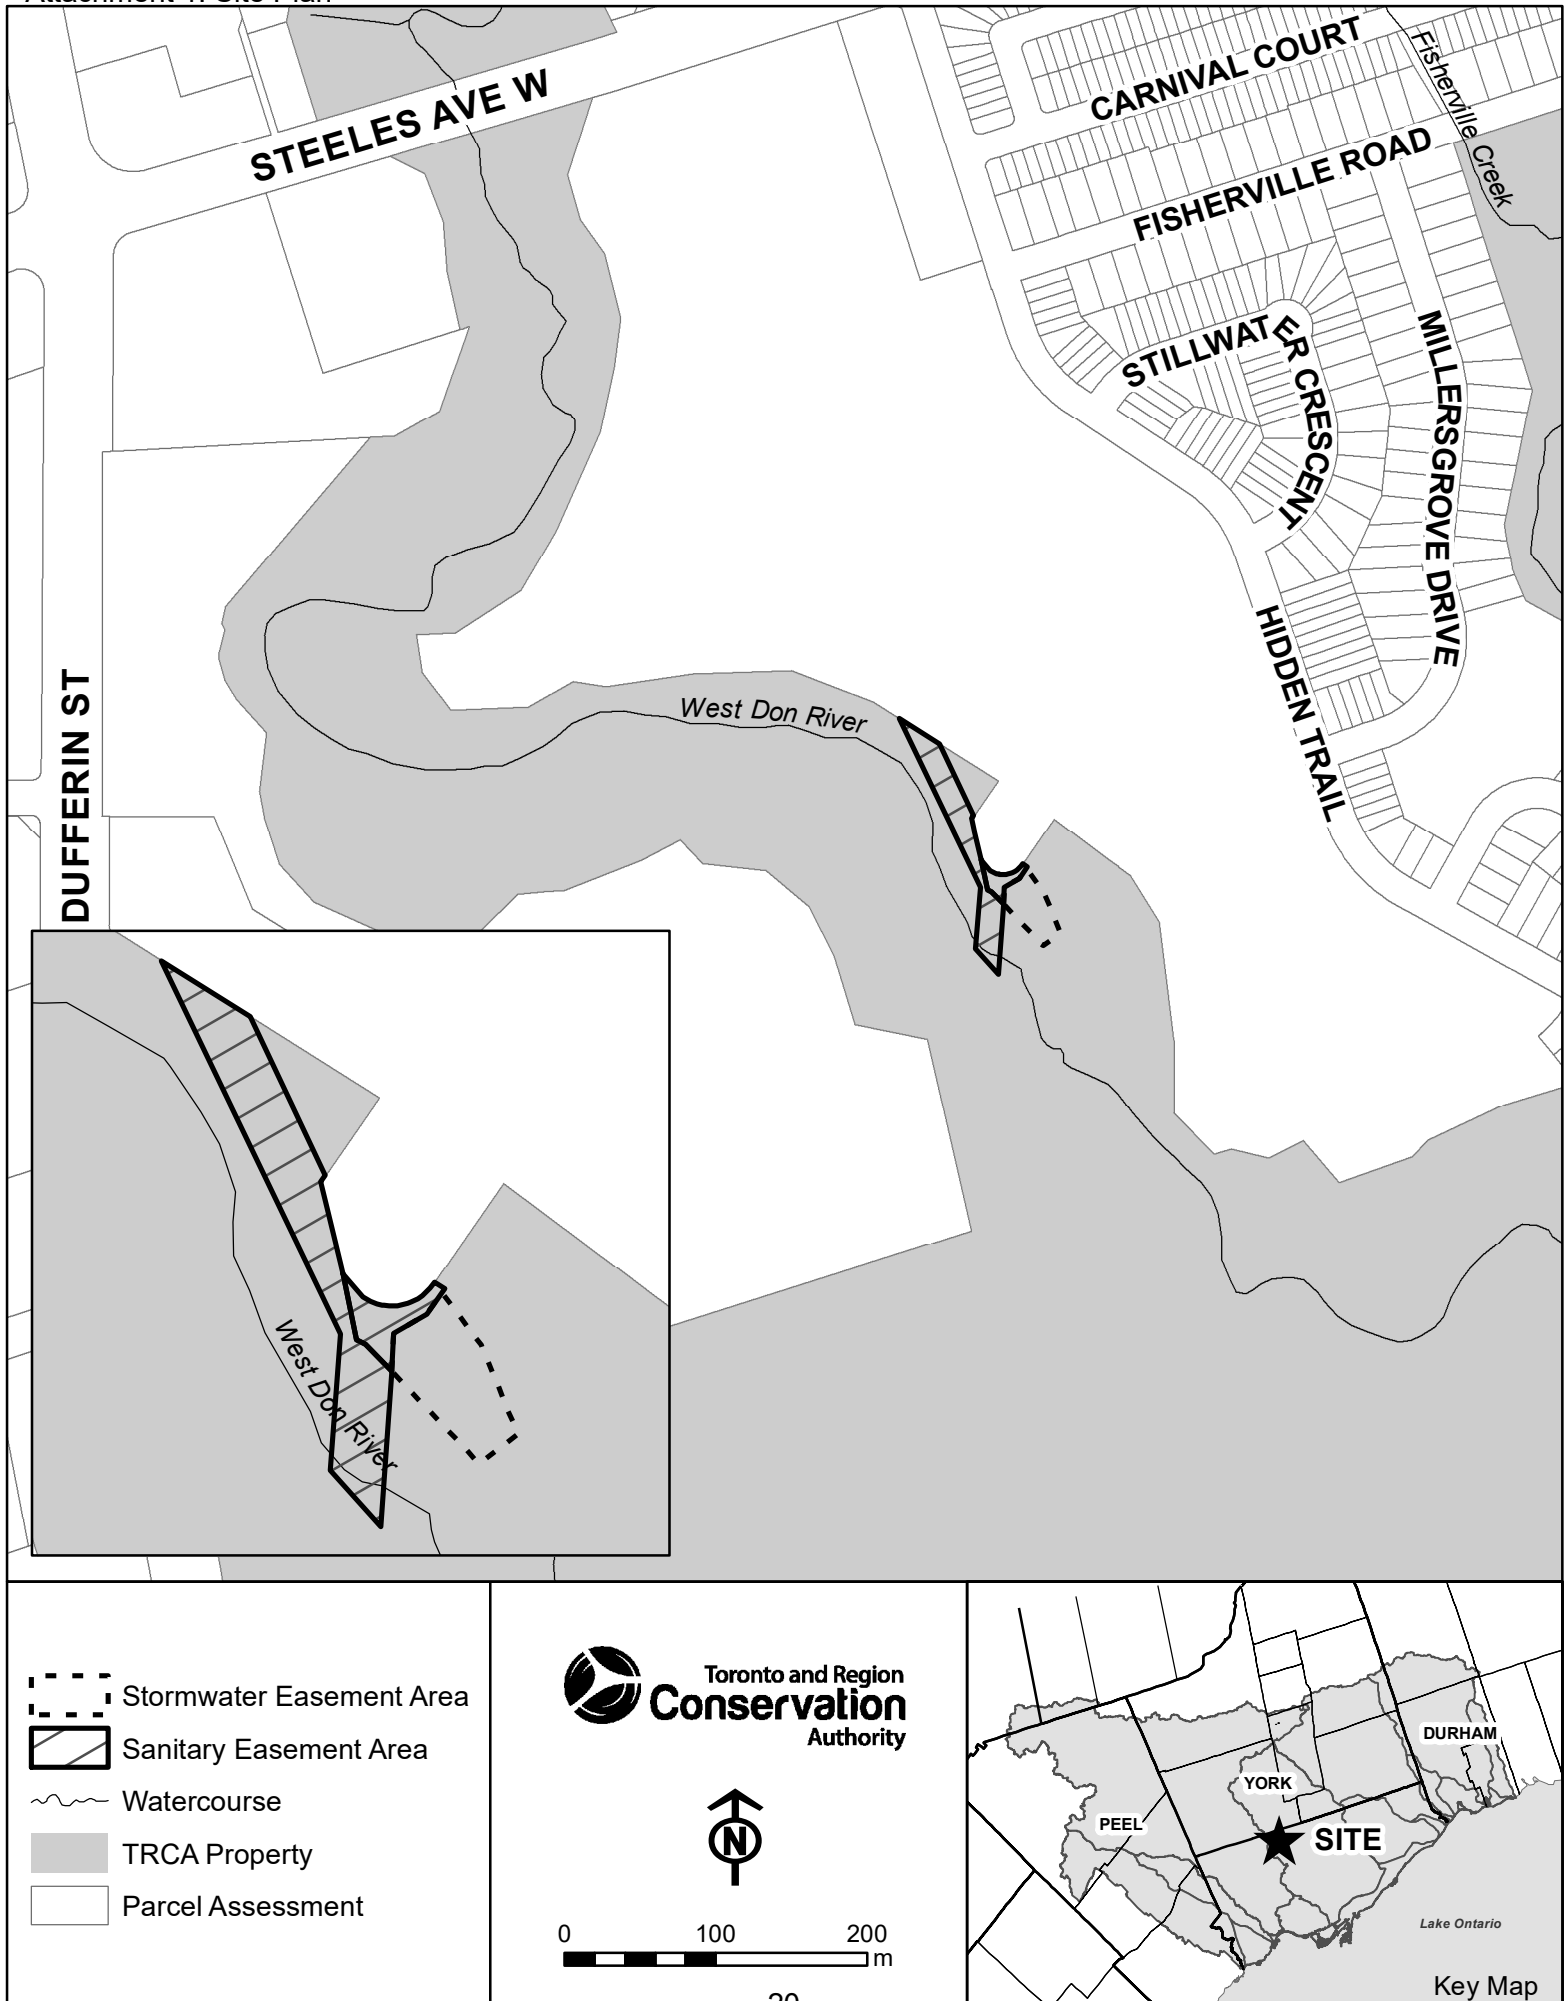 STEELES AVE W
CARNIVAL COURT
Fisherville Creek
FISHERVILLE ROAD
STILLWATER CRESCENT
MILLERSGROVE DRIVE
HIDDEN TRAIL
DUFFERIN ST
West Don River
West Don River
Stormwater Easement Area
Sanitary Easement Area
Watercourse
TRCA Property
Parcel Assessment
Toronto and Region
Conservation
Authority
N
0 100 200
m
DURHAM
YORK
PEEL
SITE
Lake Ontario
Key Map